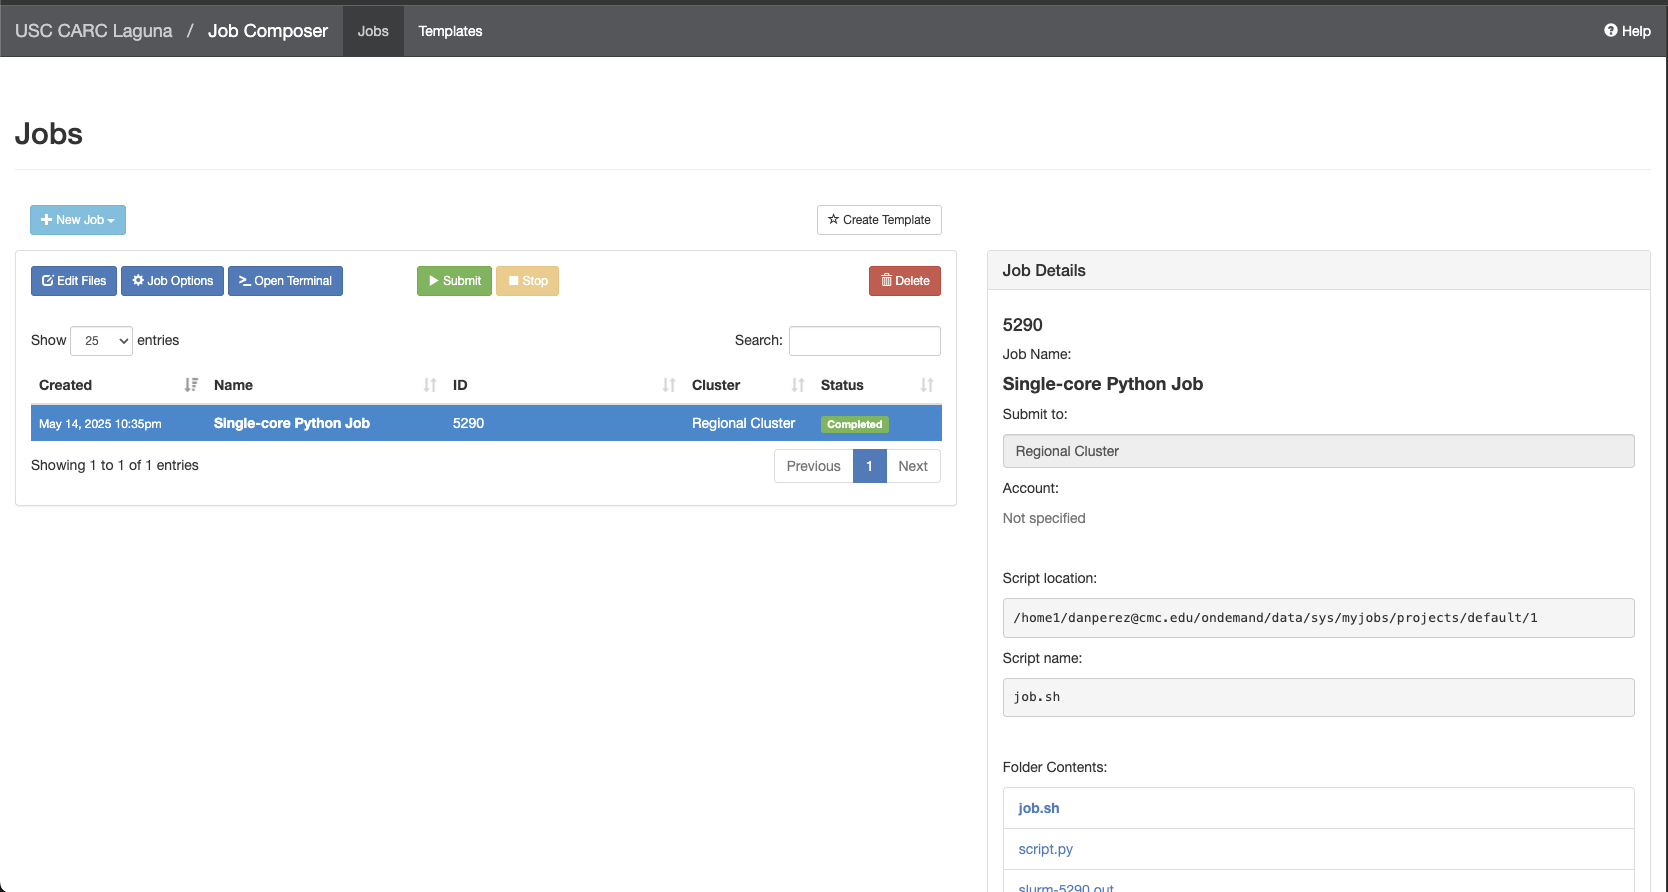 USC CARC Laguna / Job Composer Jobs Templates Help
Jobs
New Job
Create Template
Edit Files Job Options Open Terminal Submit Stop Delete
Show 25 entries Search:
Created Name ID Cluster Status
May 14, 2025 10:35pm Single-core Python Job 5290 Regional Cluster Completed
Showing 1 to 1 of 1 entries Previous 1 Next
Job Details
5290
Job Name:
Single-core Python Job
Submit to:
Regional Cluster
Account:
Not specified
Script location:
/home1/danperez@cmc.edu/ondemand/data/sys/myjobs/projects/default/1
Script name:
job.sh
Folder Contents:
job.sh
script.py
slurm-5290.out